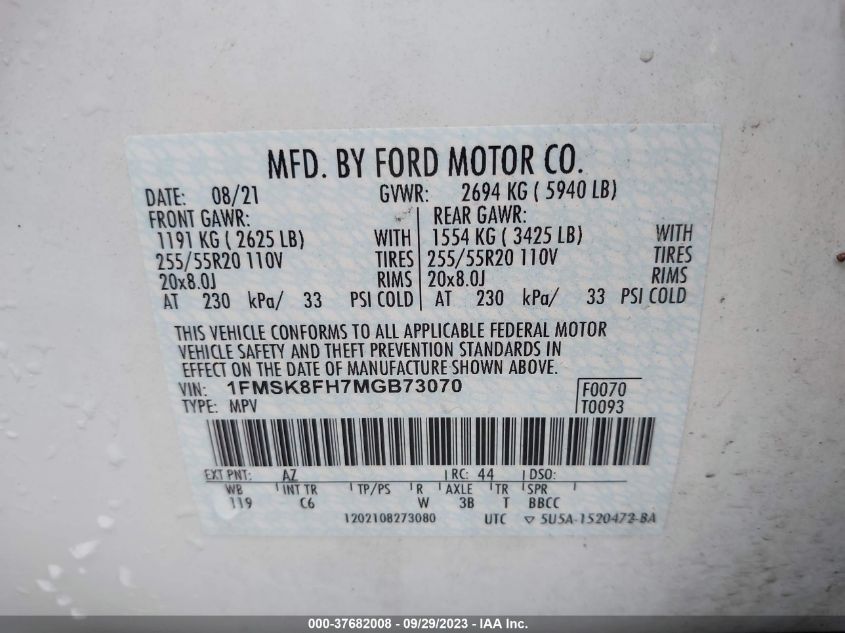 MFD. BY FORD MOTOR CO.
DATE: 08/21 GVWR: 2694 KG ( 5940 LB)
FRONT GAWR: REAR GAWR:
1191 KG ( 2625 LB) WITH 1554 KG ( 3425 LB) WITH
255/55R20 110V TIRES 255/55R20 110V TIRES
20x8.0J RIMS 20x8.0J RIMS
AT 230 kPa/ 33 PSI COLD AT 230 kPa/ 33 PSI COLD
THIS VEHICLE CONFORMS TO ALL APPLICABLE FEDERAL MOTOR
VEHICLE SAFETY AND THEFT PREVENTION STANDARDS IN
EFFECT ON THE DATE OF MANUFACTURE SHOWN ABOVE.
VIN: 1FMSK8FH7MGB73070 F0070
TYPE: MPV T0093
EXT PNT: AZ RC: 44 DSO:
WB INT TR TP/PS R AXLE TR SPR
119 C6 W 3B T BBCC
1202108273080 UTC ▽ 5U5A-1520472-BA
000-37682008 - 09/29/2023 - IAA Inc.